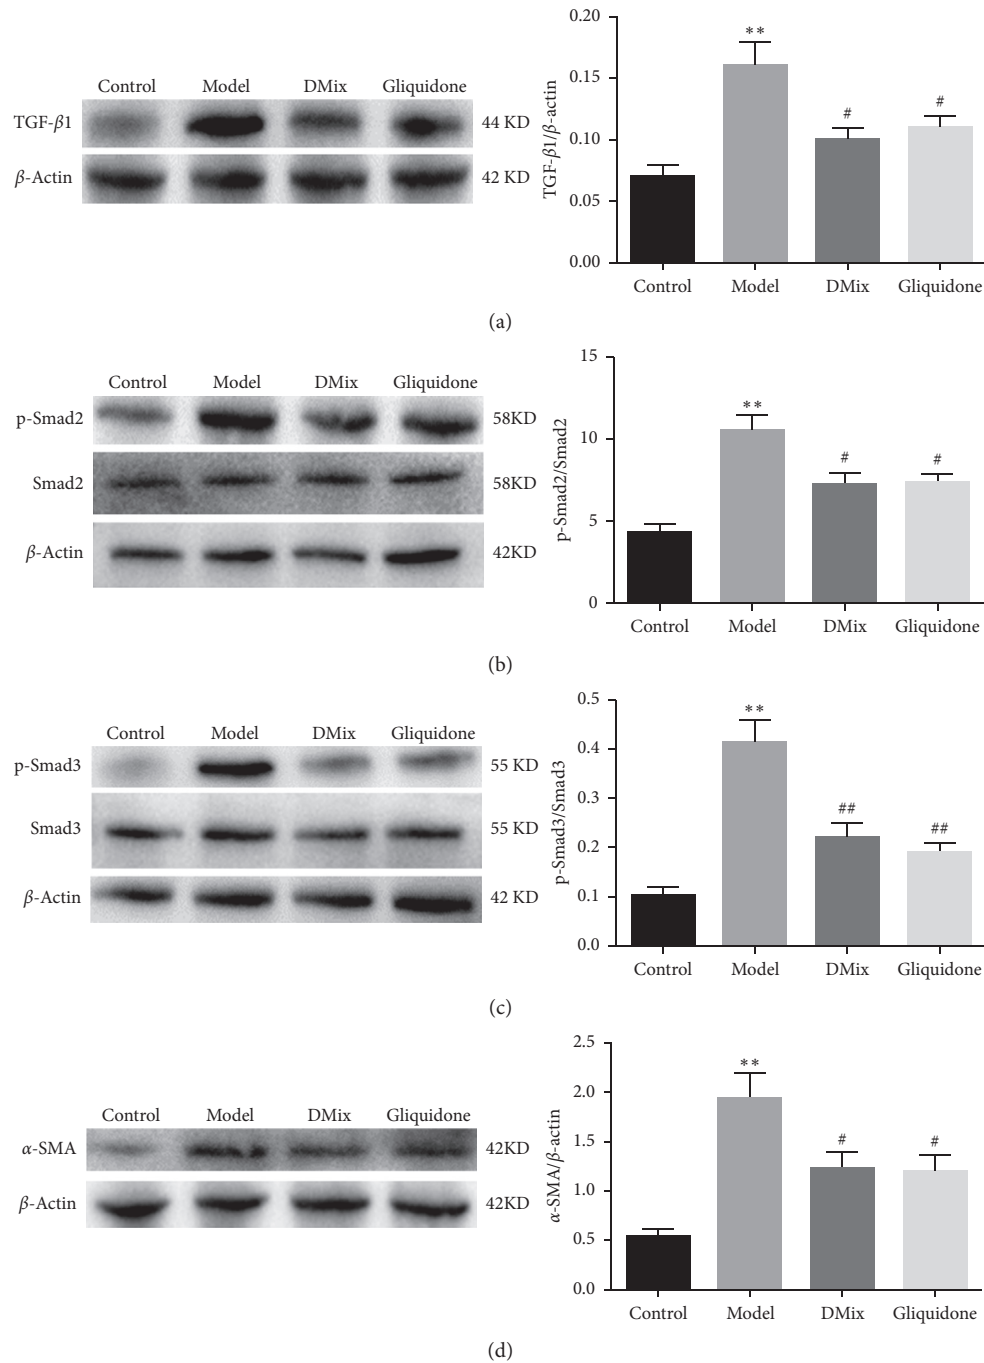 Control Model DMix Gliquidone
TGF-β1 44 KD
β-Actin 42 KD
TGF-β1/β-actin
0.20
0.15
0.10
0.05
0.00
**
#
#
Control Model DMix Gliquidone
(a)
Control Model DMix Gliquidone
p-Smad2 58KD
Smad2 58KD
β-Actin 42KD
p-Smad2/Smad2
15
10
5
0
**
#
#
Control Model DMix Gliquidone
(b)
Control Model DMix Gliquidone
p-Smad3 55 KD
Smad3 55 KD
β-Actin 42 KD
p-Smad3/Smad3
0.5
0.4
0.3
0.2
0.1
0.0
**
##
##
Control Model DMix Gliquidone
(c)
Control Model DMix Gliquidone
α-SMA 42KD
β-Actin 42KD
α-SMA/β-actin
2.5
2.0
1.5
1.0
0.5
0.0
**
#
#
Control Model DMix Gliquidone
(d)